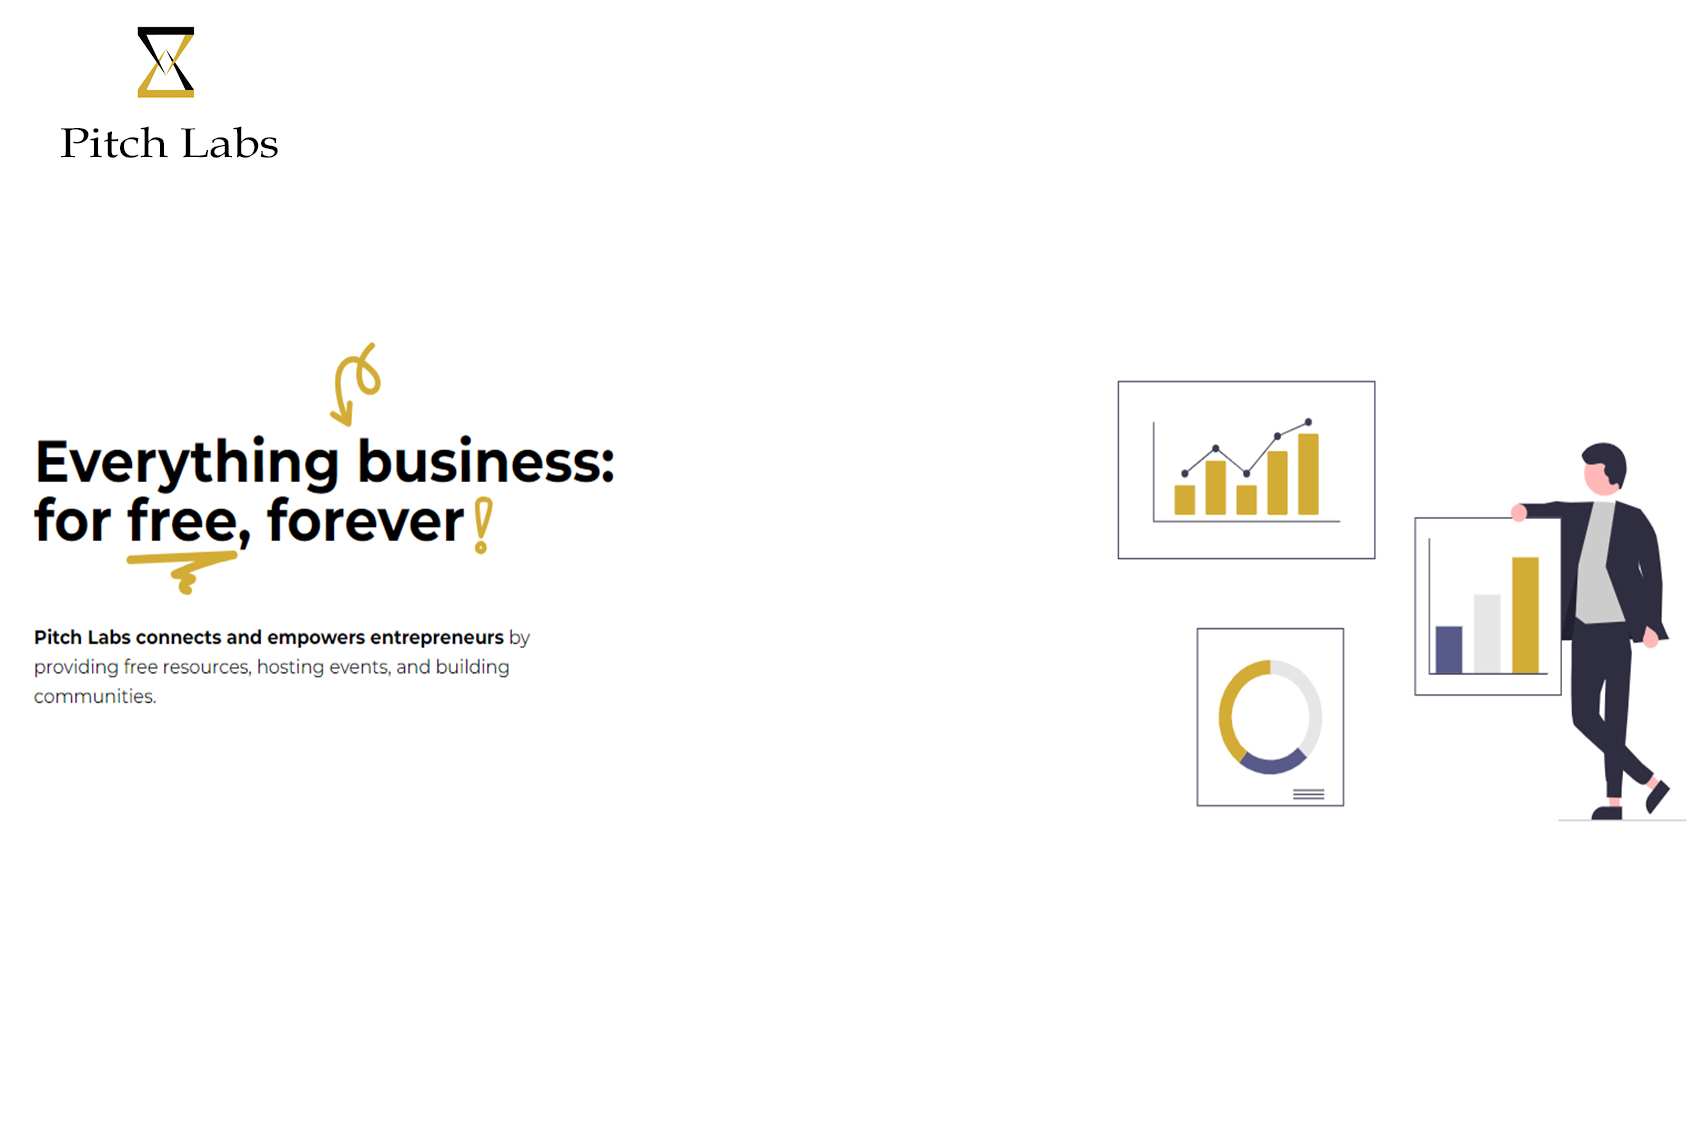 Pitch Labs
Everything business:
for free, forever!
Pitch Labs connects and empowers entrepreneurs by
providing free resources, hosting events, and building
communities.